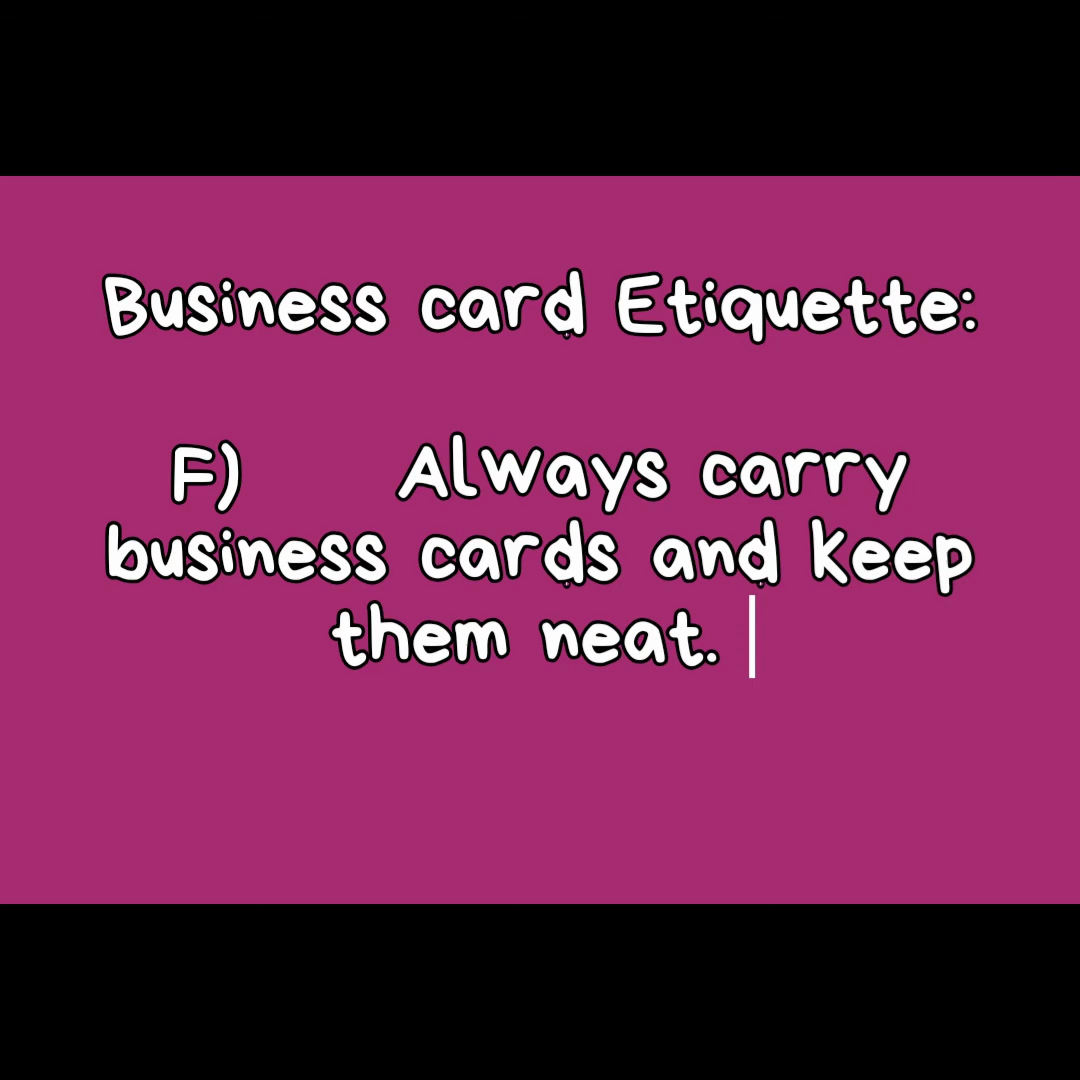 Business card Etiquette:
F) Always carry
business cards and keep
them neat.